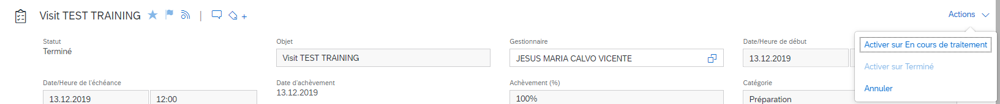 Visit TEST TRAINING
Actions
Statut
Terminé
Objet
Visit TEST TRAINING
Gestionnaire
JESUS MARIA CALVO VICENTE
Date/Heure de début
13.12.2019
Activer sur En cours de traitement
Activer sur Terminé
Annuler
Date/Heure de l'échéance
13.12.2019
12:00
Date d'achèvement
13.12.2019
Achèvement (%)
100%
Catégorie
Préparation